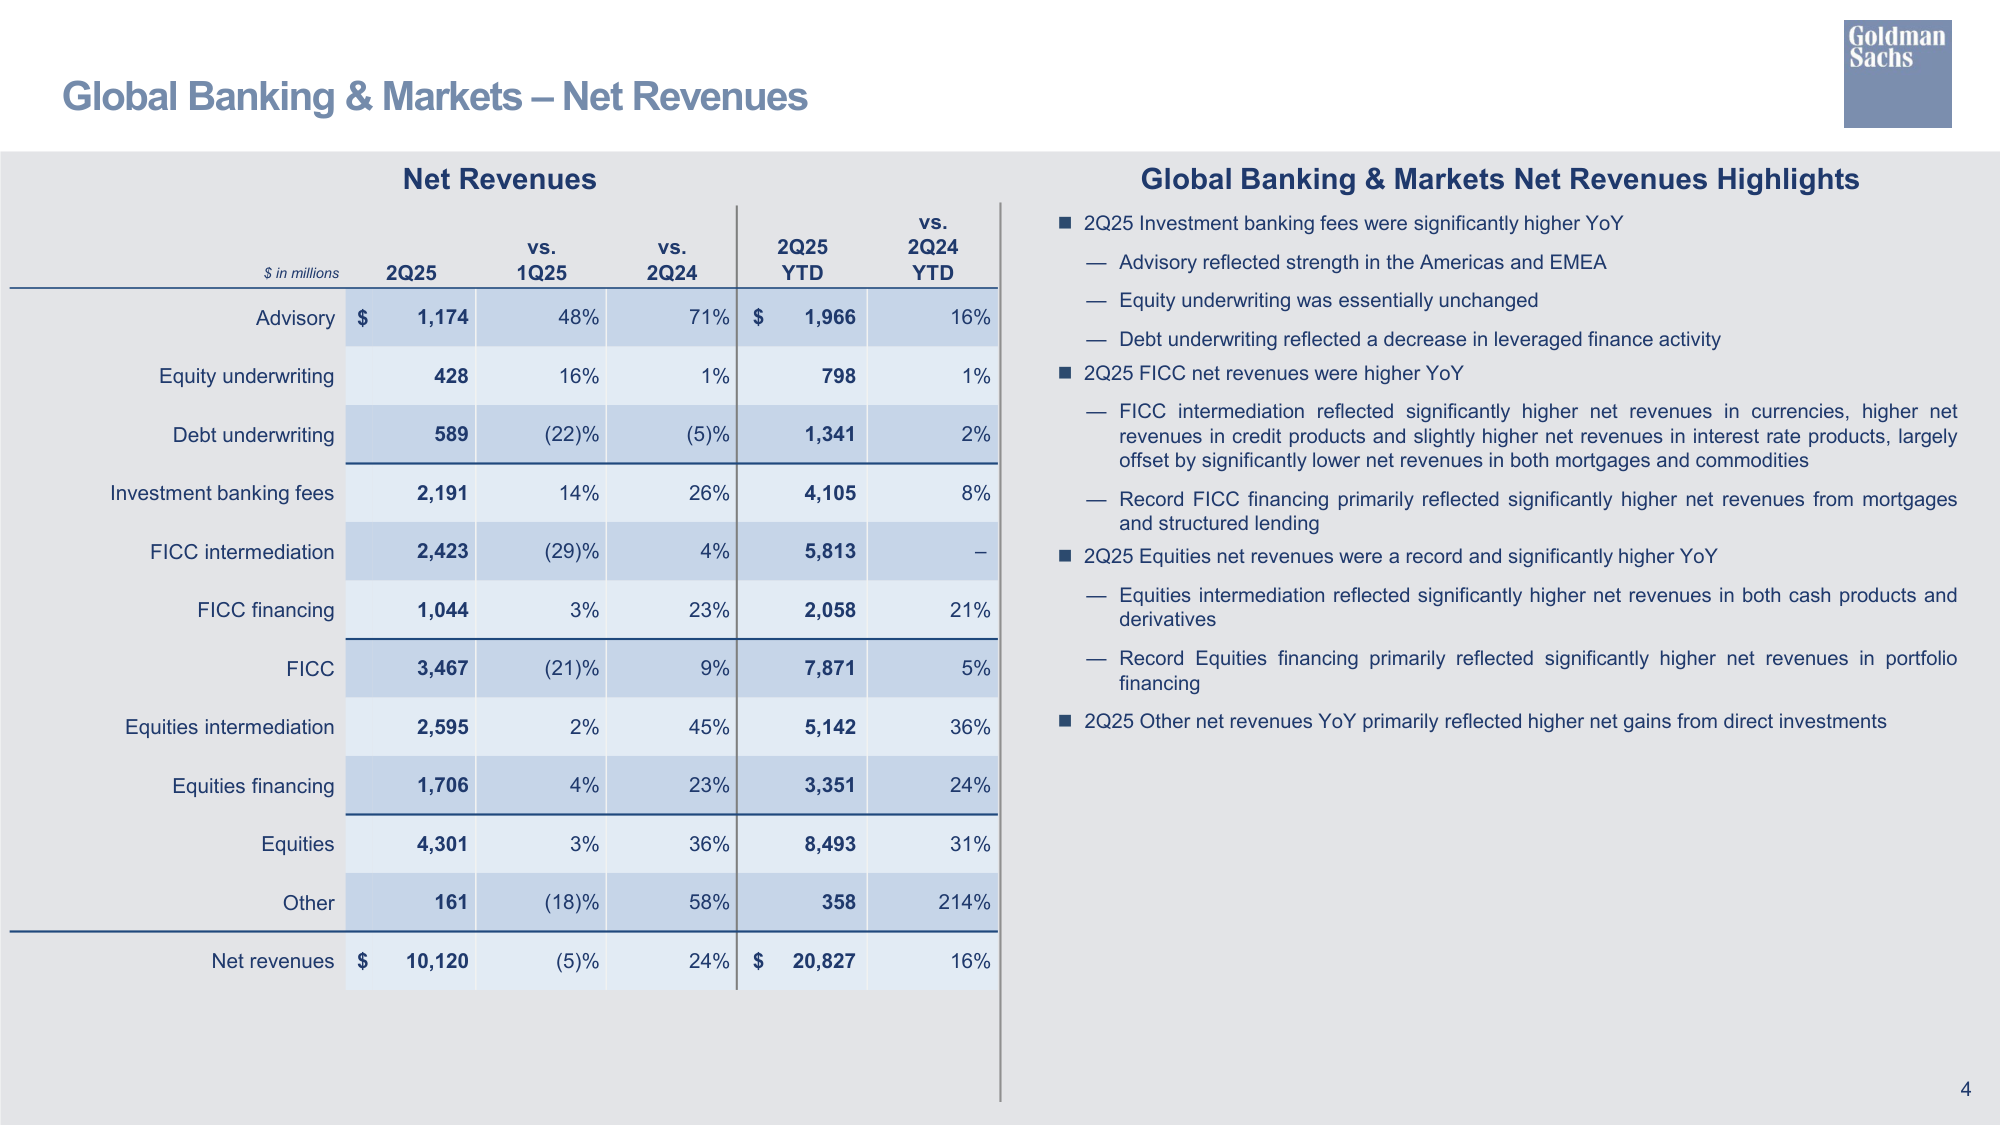 Goldman
Sachs
Global Banking & Markets – Net Revenues
Net Revenues
$ in millions 2Q25 vs. 1Q25 vs. 2Q24 2Q25 YTD vs. 2Q24 YTD
Advisory $ 1,174 48% 71% $ 1,966 16%
Equity underwriting 428 16% 1% 798 1%
Debt underwriting 589 (22)% (5)% 1,341 2%
Investment banking fees 2,191 14% 26% 4,105 8%
FICC intermediation 2,423 (29)% 4% 5,813 –
FICC financing 1,044 3% 23% 2,058 21%
FICC 3,467 (21)% 9% 7,871 5%
Equities intermediation 2,595 2% 45% 5,142 36%
Equities financing 1,706 4% 23% 3,351 24%
Equities 4,301 3% 36% 8,493 31%
Other 161 (18)% 58% 358 214%
Net revenues $ 10,120 (5)% 24% $ 20,827 16%
Global Banking & Markets Net Revenues Highlights
■ 2Q25 Investment banking fees were significantly higher YoY
— Advisory reflected strength in the Americas and EMEA
— Equity underwriting was essentially unchanged
— Debt underwriting reflected a decrease in leveraged finance activity
■ 2Q25 FICC net revenues were higher YoY
— FICC intermediation reflected significantly higher net revenues in currencies, higher net
revenues in credit products and slightly higher net revenues in interest rate products, largely
offset by significantly lower net revenues in both mortgages and commodities
— Record FICC financing primarily reflected significantly higher net revenues from mortgages
and structured lending
■ 2Q25 Equities net revenues were a record and significantly higher YoY
— Equities intermediation reflected significantly higher net revenues in both cash products and
derivatives
— Record Equities financing primarily reflected significantly higher net revenues in portfolio
financing
■ 2Q25 Other net revenues YoY primarily reflected higher net gains from direct investments
4